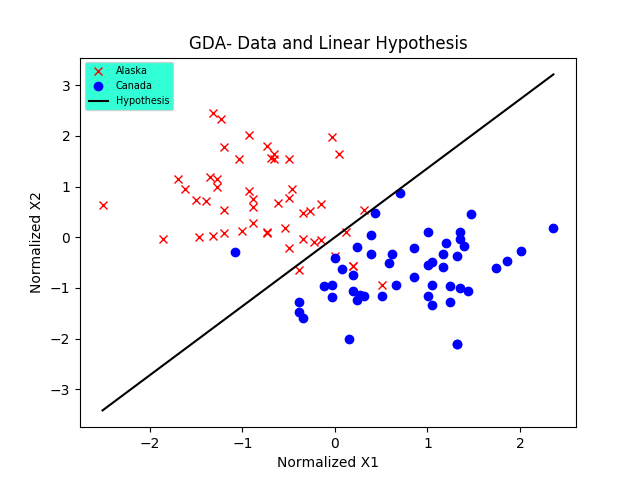 GDA- Data and Linear Hypothesis
Alaska
Canada
Hypothesis
3
2
1
0
−1
−2
−3
Normalized X2
−2
−1
0
1
2
Normalized X1